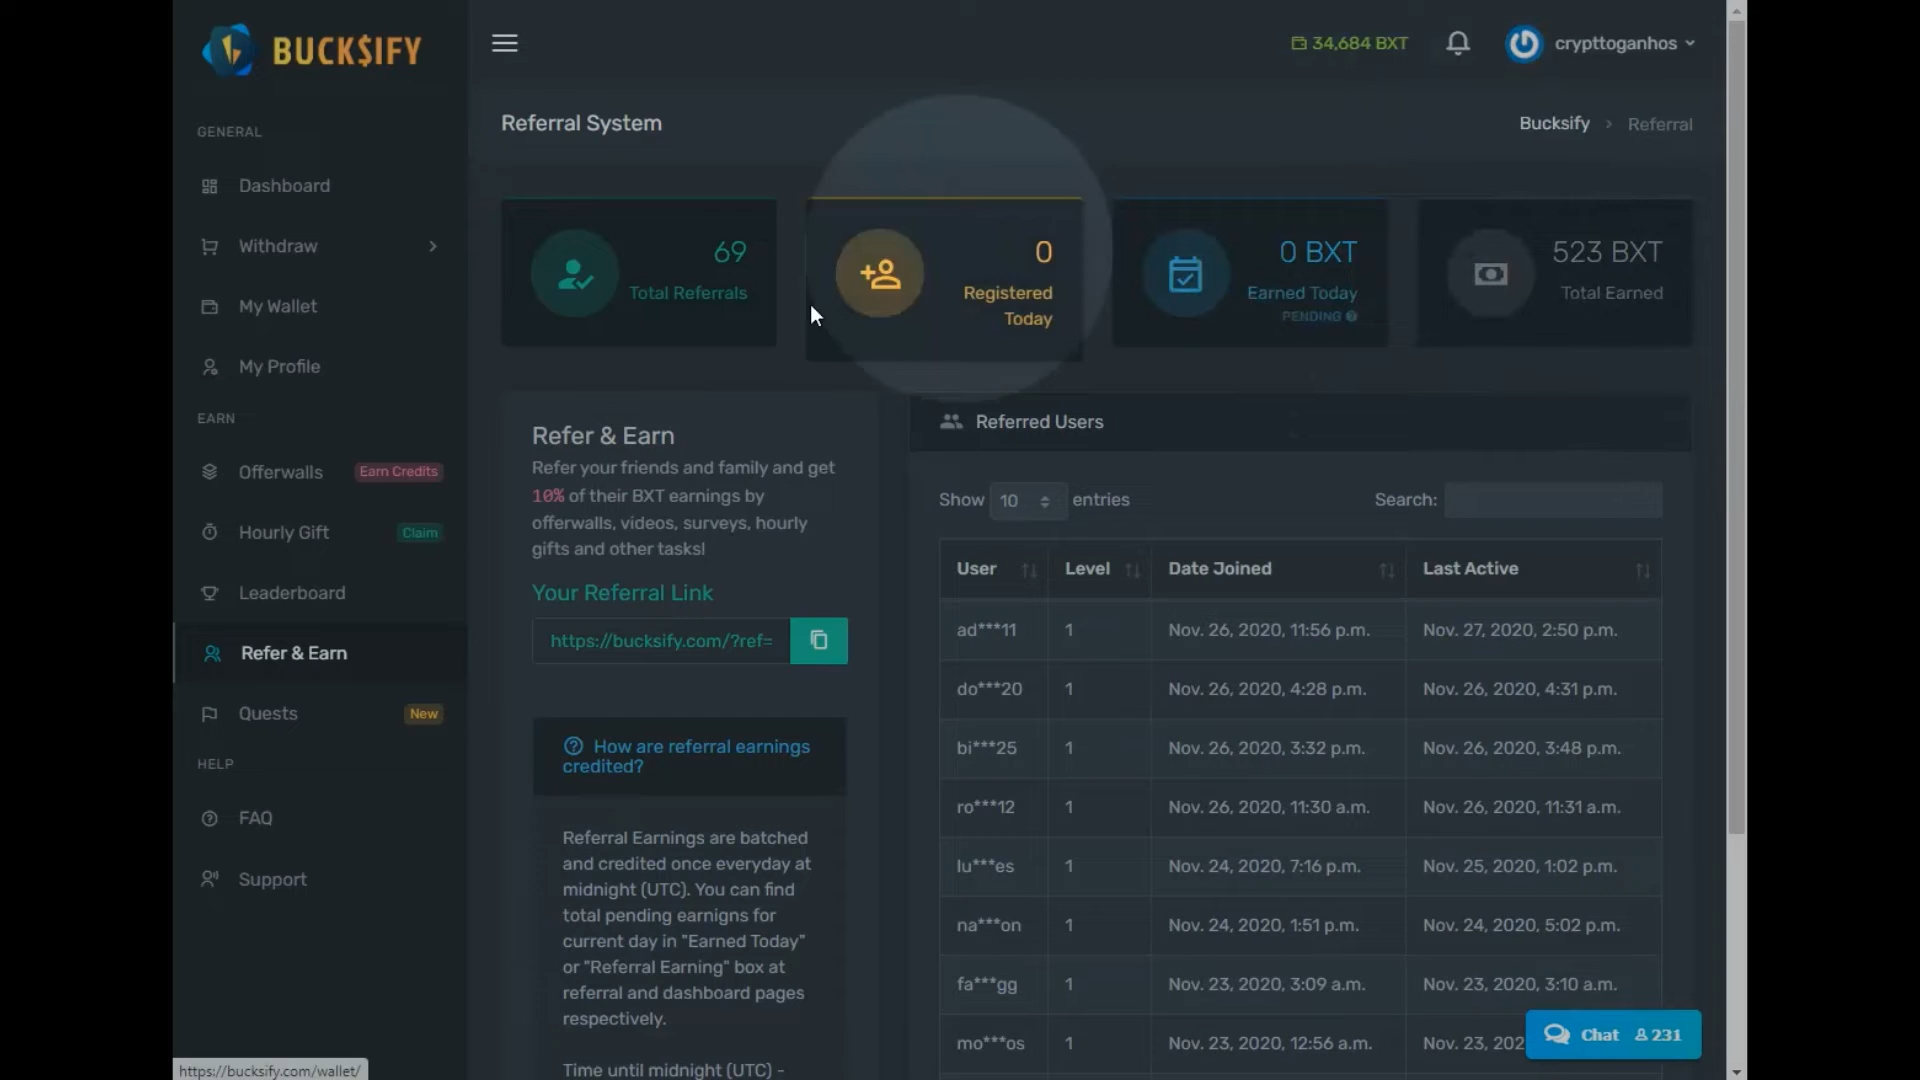 BUCK$IFY
34,684 BXT
crypttoganhos
GENERAL
Dashboard
Withdraw
My Wallet
My Profile
EARN
Offerwalls Earn Credits
Hourly Gift Claim
Leaderboard
Refer & Earn
Quests New
HELP
FAQ
Support
https://bucksify.com/wallet/
Referral System
Bucksify › Referral
69
Total Referrals
0
Registered
Today
0 BXT
Earned Today
PENDING
523 BXT
Total Earned
Refer & Earn
Refer your friends and family and get
10% of their BXT earnings by
offerwalls, videos, surveys, hourly
gifts and other tasks!
Your Referral Link
https://bucksify.com/?ref=
How are referral earnings
credited?
Referral Earnings are batched
and credited once everyday at
midnight (UTC). You can find
total pending earnigns for
current day in "Earned Today"
or "Referral Earning" box at
referral and dashboard pages
respectively.
Time until midnight (UTC) -
Referred Users
Show 10 entries
Search:
User Level Date Joined Last Active
ad***11 1 Nov. 26, 2020, 11:56 p.m. Nov. 27, 2020, 2:50 p.m.
do***20 1 Nov. 26, 2020, 4:28 p.m. Nov. 26, 2020, 4:31 p.m.
bi***25 1 Nov. 26, 2020, 3:32 p.m. Nov. 26, 2020, 3:48 p.m.
ro***12 1 Nov. 26, 2020, 11:30 a.m. Nov. 26, 2020, 11:31 a.m.
lu***es 1 Nov. 24, 2020, 7:16 p.m. Nov. 25, 2020, 1:02 p.m.
na***on 1 Nov. 24, 2020, 1:51 p.m. Nov. 24, 2020, 5:02 p.m.
fa***gg 1 Nov. 23, 2020, 3:09 a.m. Nov. 23, 2020, 3:10 a.m.
mo***os 1 Nov. 23, 2020, 12:56 a.m. Nov. 23, 202
Chat 231